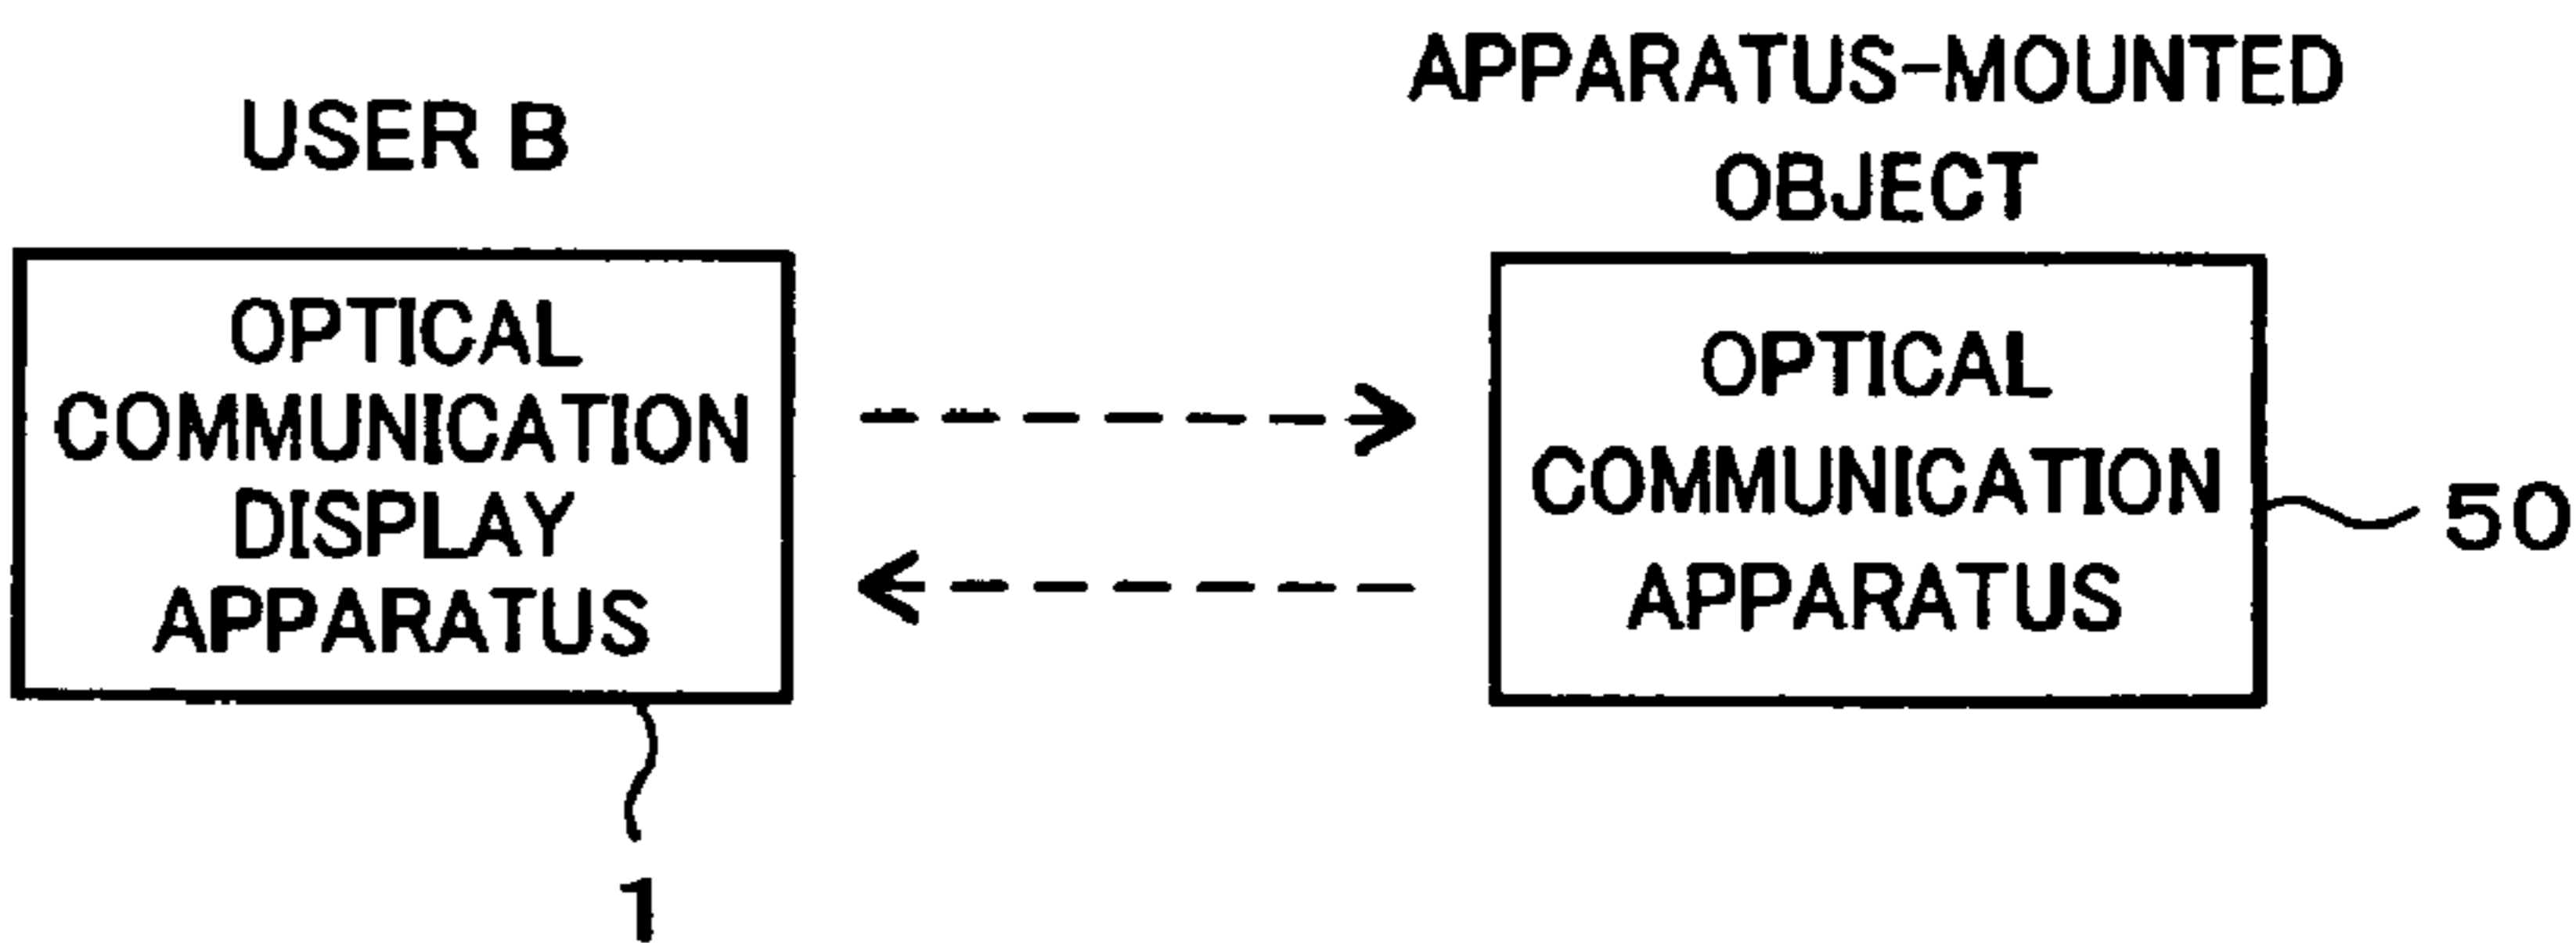 USER B
OPTICAL
COMMUNICATION
DISPLAY
APPARATUS
1
APPARATUS-MOUNTED
OBJECT
OPTICAL
COMMUNICATION
APPARATUS
50